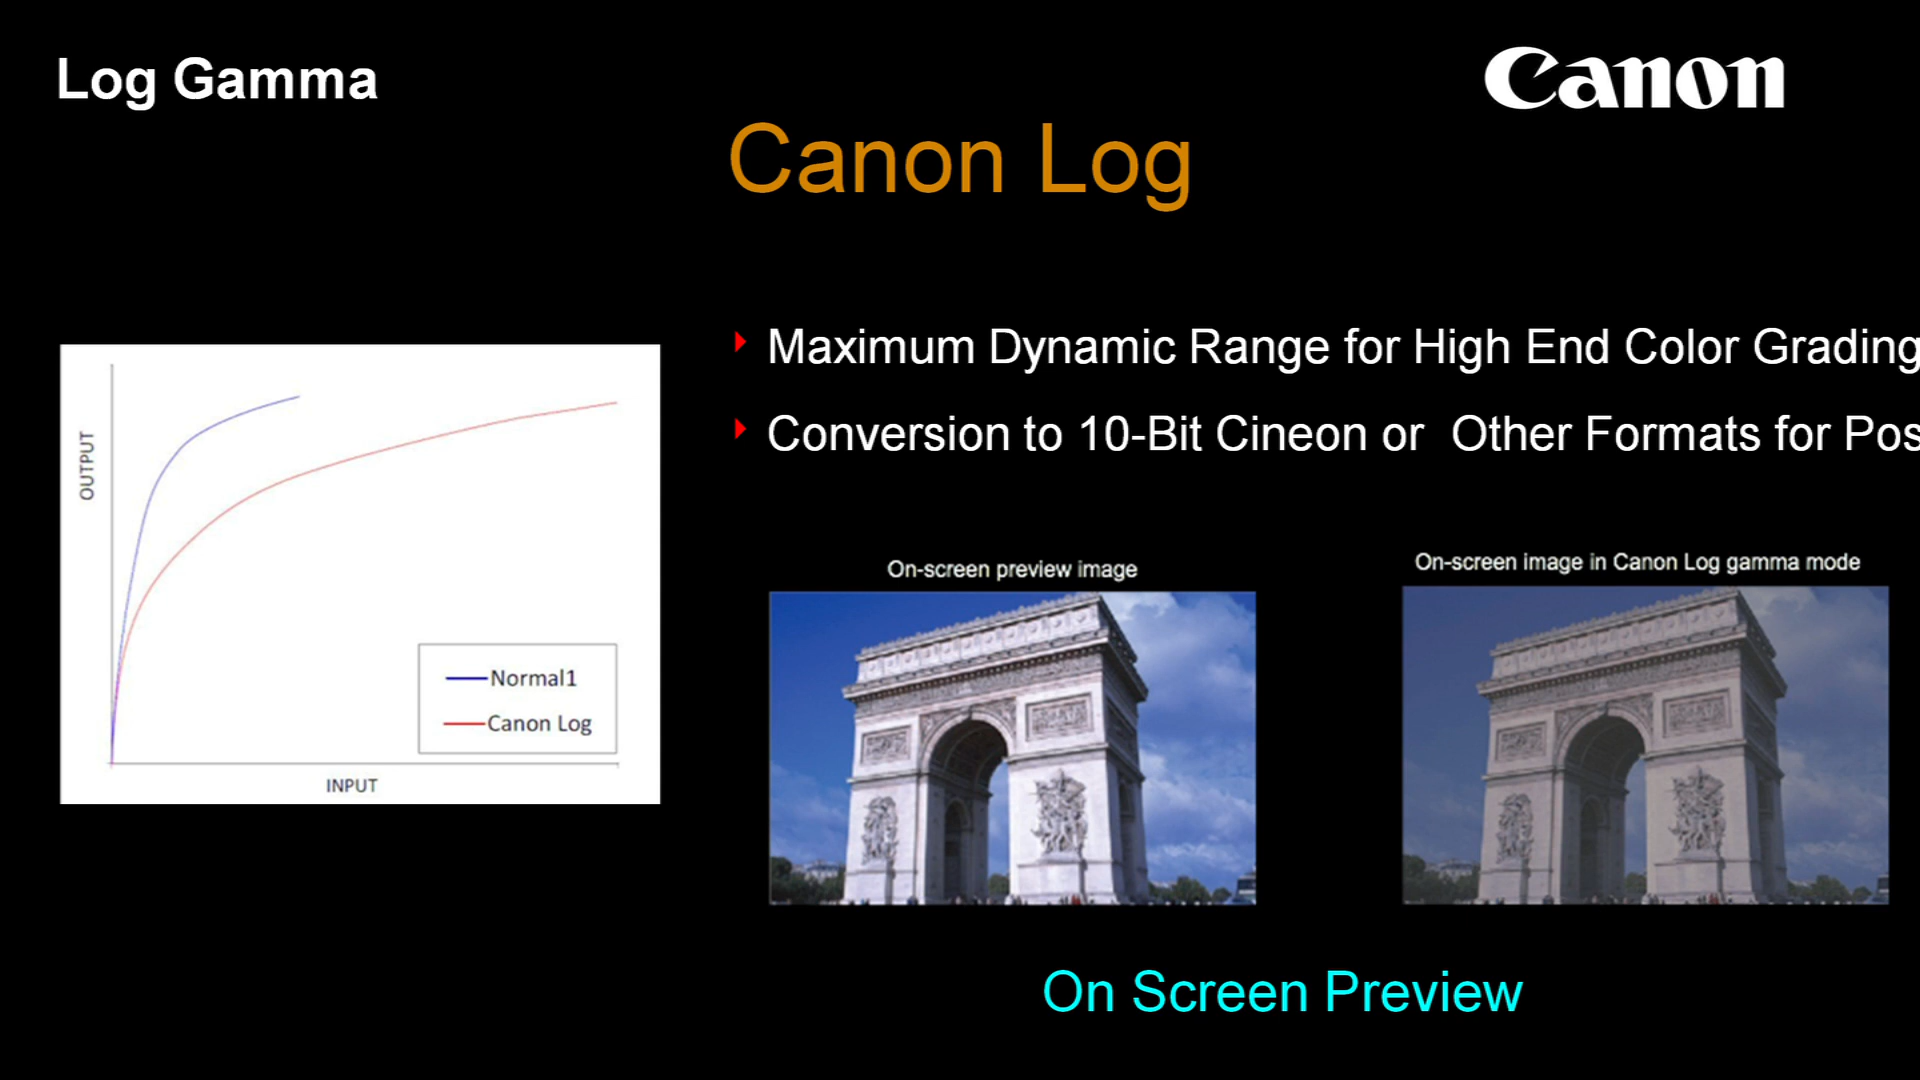 Log Gamma
Canon
Canon Log
Maximum Dynamic Range for High End Color Grading
Conversion to 10-Bit Cineon or  Other Formats for Pos
OUTPUT
Normal1
Canon Log
INPUT
On-screen preview image
On-screen image in Canon Log gamma mode
On Screen Preview